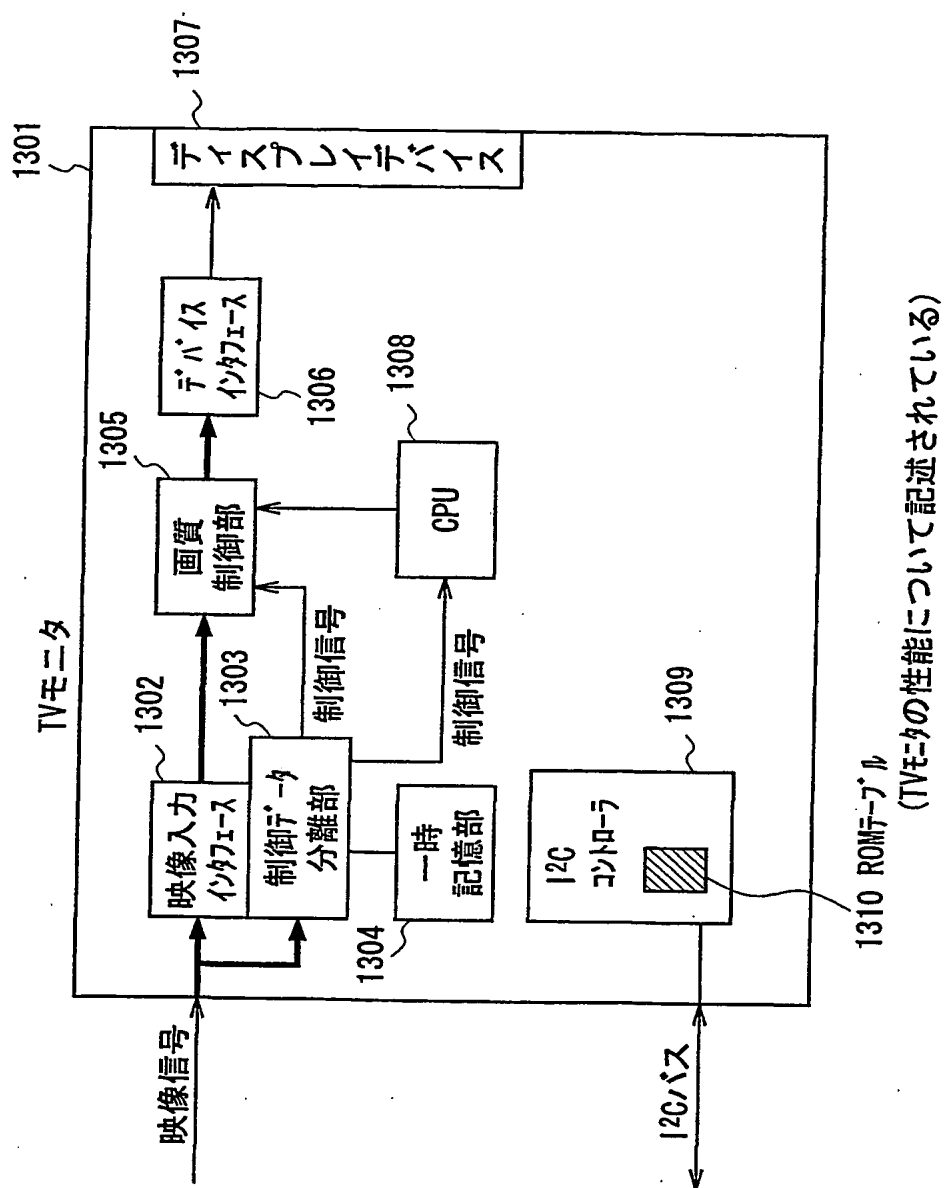 TVモニタ
1301
映像信号
映像入力
インタフェース
1302
制御データ
分離部
1303
一時
記憶部
1304
制御信号
制御信号
画質
制御部
1305
デバイス
インタフェース
1306
ディスプレイデバイス
1307
CPU
1308
I²C
コントローラ
1309
I²Cバス
1310 ROMテーブル
(TVモニタの性能について記述されている)